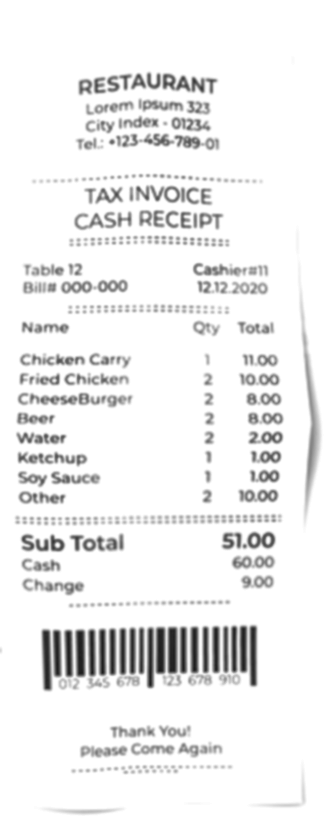 RESTAURANT
Lorem Ipsum 323
City Index - 01234
Tel.: +123-456-789-01
TAX INVOICE
CASH RECEIPT
Table 12 Cashier#11
Bill# 000-000 12.12.2020
Name Qty Total
Chicken Carry 1 11.00
Fried Chicken 2 10.00
CheeseBurger 2 8.00
Beer 2 8.00
Water 2 2.00
Ketchup 1 1.00
Soy Sauce 1 1.00
Other 2 10.00
Sub Total 51.00
Cash 60.00
Change 9.00
012 345 678 123 678 910
Thank You!
Please Come Again